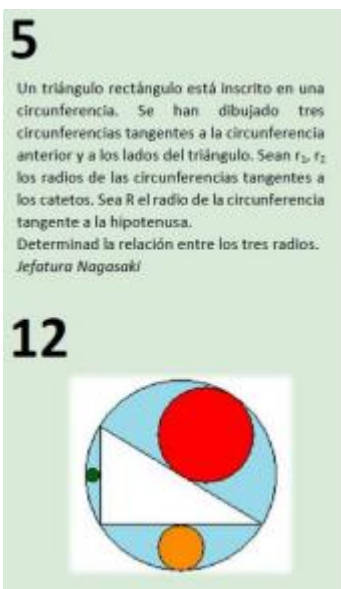 5
Un triángulo rectángulo está inscrito en una
circunferencia. Se han dibujado tres
circunferencias tangentes a la circunferencia
anterior y a los lados del triángulo. Sean r₁, r₂
los radios de las circunferencias tangentes a
los catetos. Sea R el radio de la circunferencia
tangente a la hipotenusa.
Determinad la relación entre los tres radios.
Jefatura Nagasaki
12